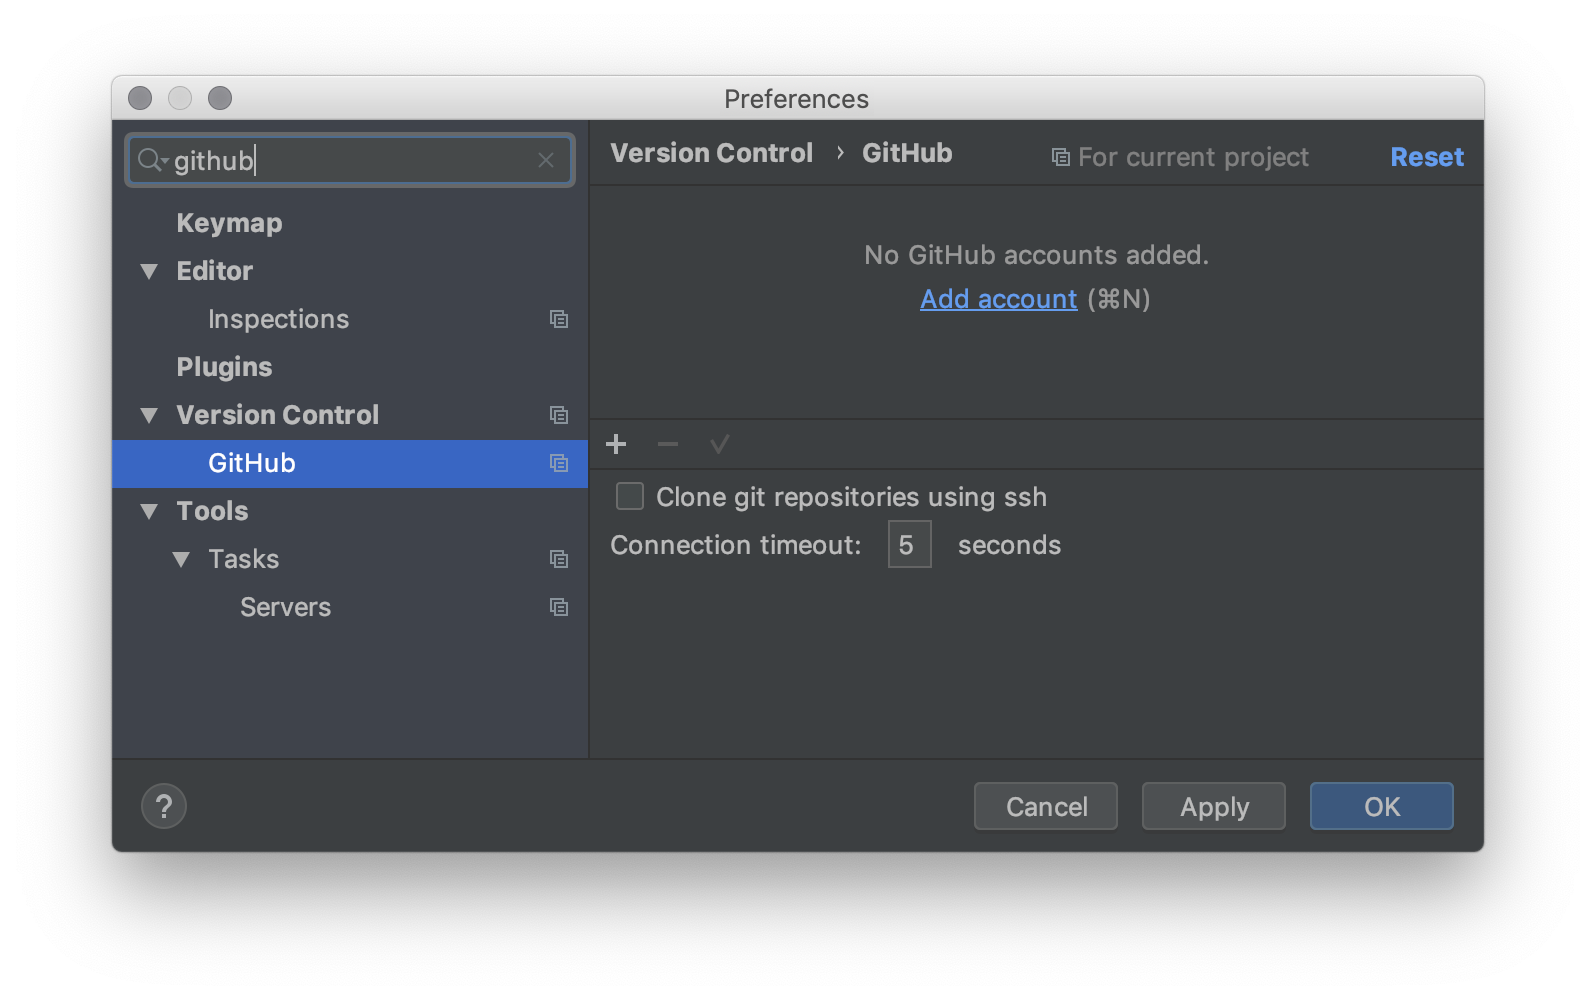 Preferences
github
Keymap
Editor
Inspections
Plugins
Version Control
GitHub
Tools
Tasks
Servers
Version Control › GitHub
For current project
Reset
No GitHub accounts added.
Add account (⌘N)
Clone git repositories using ssh
Connection timeout: 5 seconds
?
Cancel
Apply
OK